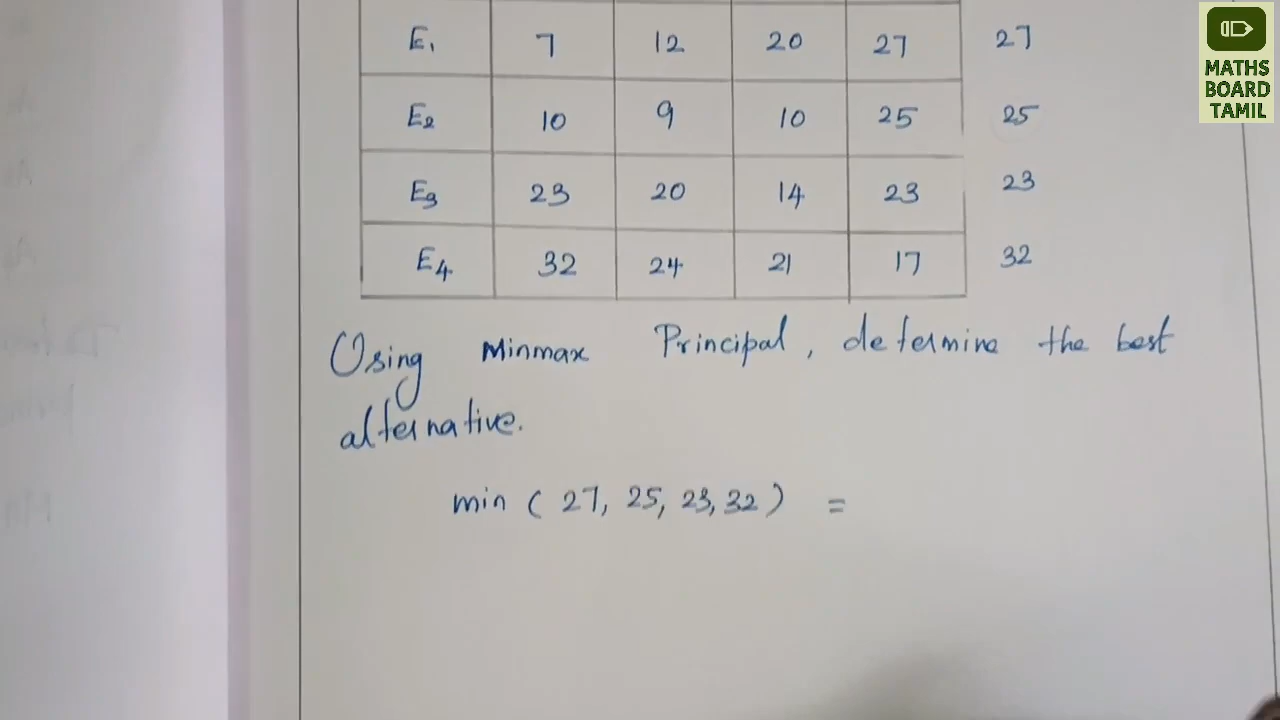 E1 7 12 20 27 27
E2 10 9 10 25 25
E3 23 20 14 23 23
E4 32 24 21 17 32
Using Minmax Principal, determine the best
alternative.
min ( 27, 25, 23, 32 ) =
MATHS
BOARD
TAMIL